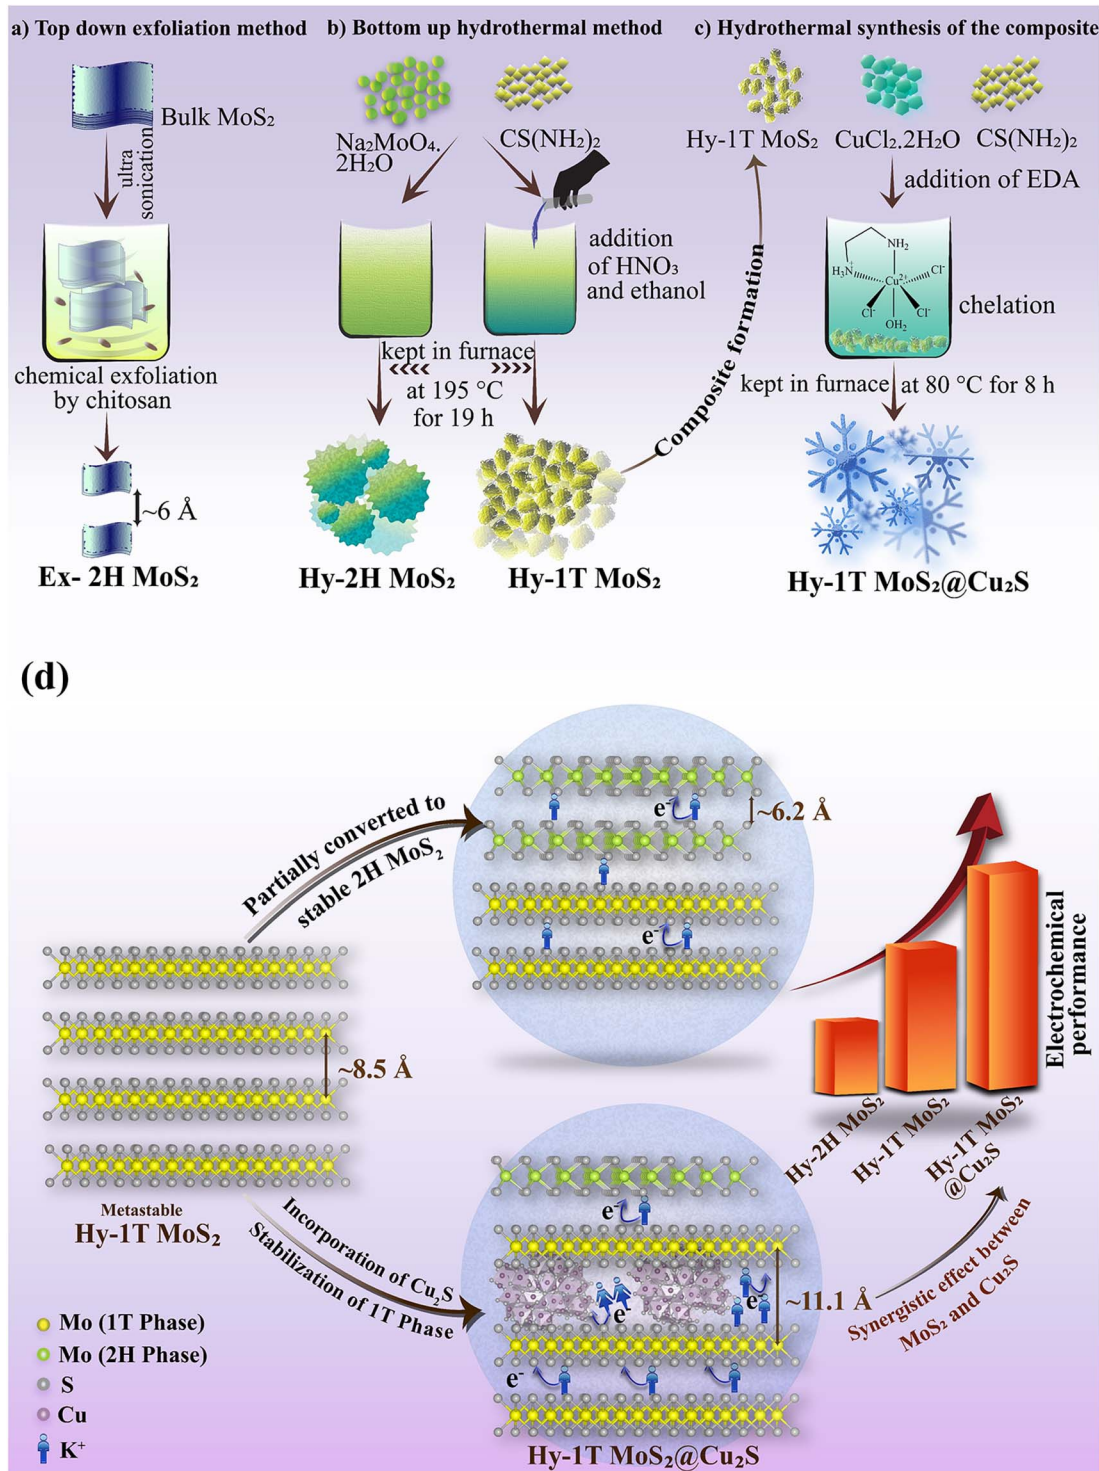 a) Top down exfoliation method
Bulk MoS₂
ultra
sonication
chemical exfoliation
by chitosan
~6 Å
Ex- 2H MoS₂
b) Bottom up hydrothermal method
Na₂MoO₄.
2H₂O
CS(NH₂)₂
addition
of HNO₃
and ethanol
kept in furnace
at 195 °C
for 19 h
Hy-2H MoS₂
Hy-1T MoS₂
Composite formation
c) Hydrothermal synthesis of the composite
Hy-1T MoS₂
CuCl₂.2H₂O
CS(NH₂)₂
addition of EDA
NH₂
H₃N⁺
Cu²⁺
Cl⁻
Cl⁻
Cl⁻
OH₂
chelation
kept in furnace at 80 °C for 8 h
Hy-1T MoS₂@Cu₂S
(d)
Partially converted to
stable 2H MoS₂
e⁻
~6.2 Å
e⁻
~8.5 Å
Metastable
Hy-1T MoS₂
Incorporation of Cu₂S
Stabilization of 1T Phase
e⁻
e⁻
e⁻
~11.1 Å
e⁻
Hy-1T MoS₂@Cu₂S
Electrochemical
performance
Hy-2H MoS₂
Hy-1T MoS₂
Hy-1T MoS₂
@Cu₂S
Synergistic effect between
MoS₂ and Cu₂S
Mo (1T Phase)
Mo (2H Phase)
S
Cu
K⁺